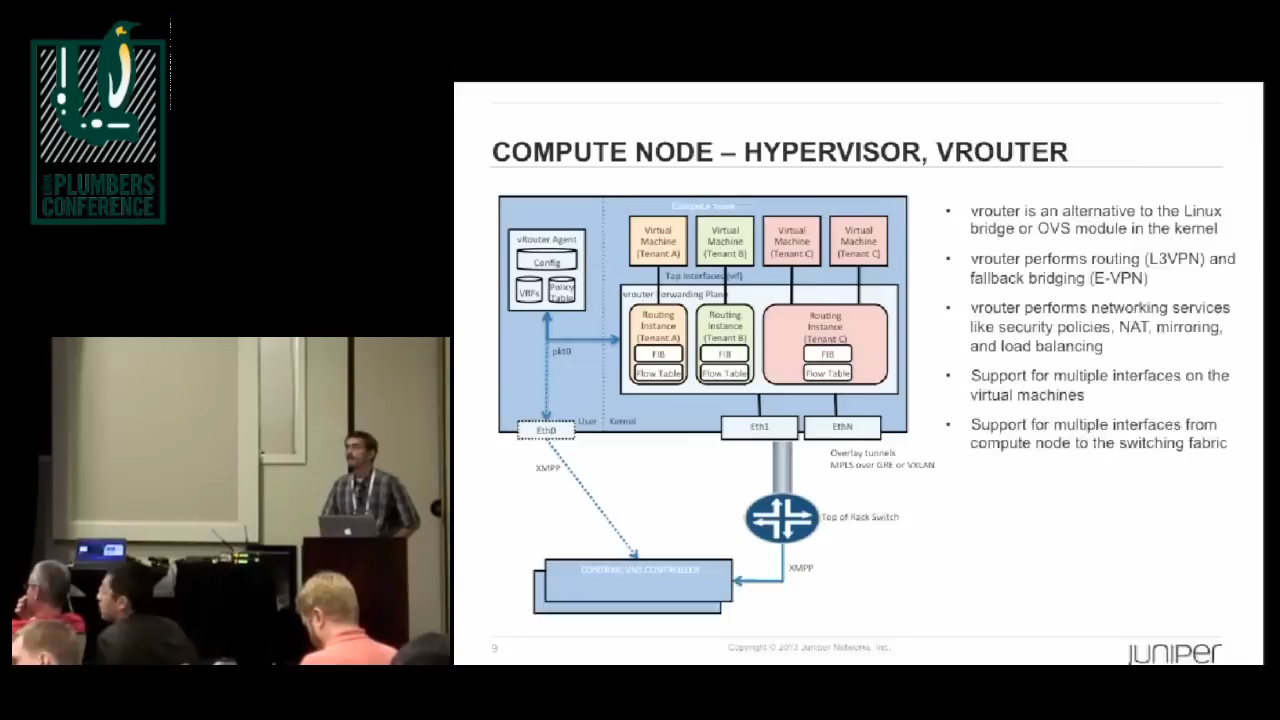 LINUX
PLUMBERS
CONFERENCE
COMPUTE NODE – HYPERVISOR, VROUTER
Compute Node
vRouter Agent
Config
VRFs
Policy
Table
Virtual
Machine
(Tenant A)
Virtual
Machine
(Tenant B)
Virtual
Machine
(Tenant C)
Virtual
Machine
(Tenant C)
Tap Interfaces (vif)
vrouter Forwarding Plane
Routing
Instance
(Tenant A)
FIB
Flow Table
Routing
Instance
(Tenant B)
FIB
Flow Table
Routing
Instance
(Tenant C)
FIB
Flow Table
pkt0
User
Kernel
Eth0
Eth1
EthN
Overlay tunnels
MPLS over GRE or VXLAN
XMPP
Top of Rack Switch
XMPP
CONTRAIL VNS CONTROLLER
• vrouter is an alternative to the Linux
bridge or OVS module in the kernel
• vrouter performs routing (L3VPN) and
fallback bridging (E-VPN)
• vrouter performs networking services
like security policies, NAT, mirroring,
and load balancing
• Support for multiple interfaces on the
virtual machines
• Support for multiple interfaces from
compute node to the switching fabric
9
Copyright © 2013 Juniper Networks, Inc.
JUNIPER